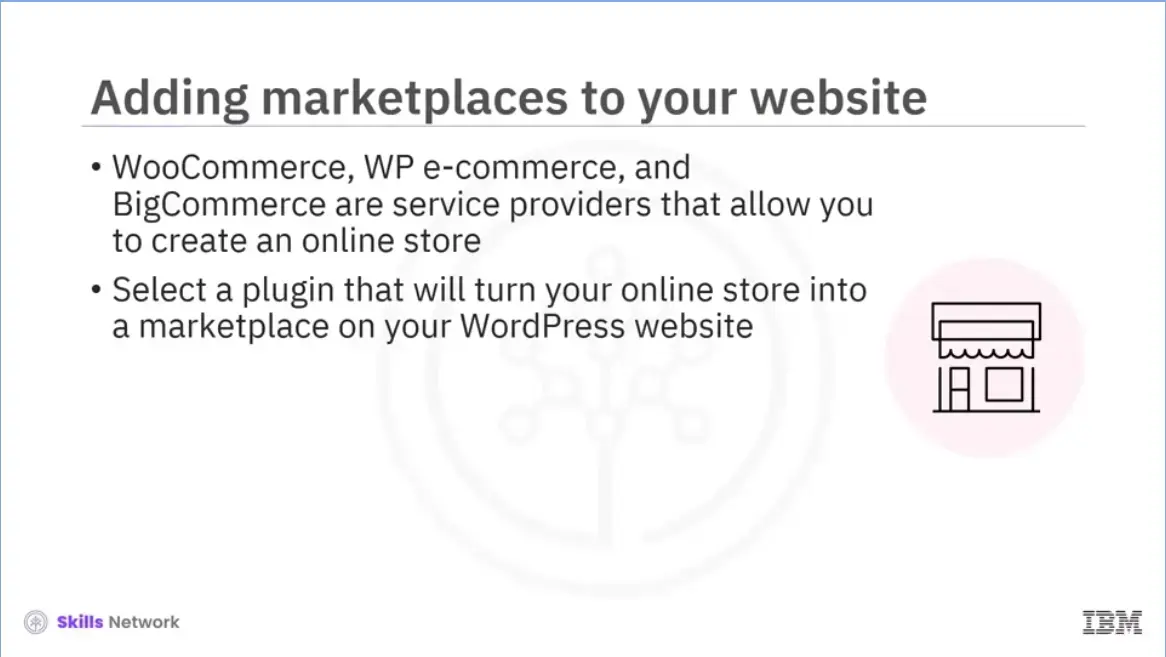 Adding marketplaces to your website
• WooCommerce, WP e-commerce, and
BigCommerce are service providers that allow you
to create an online store
• Select a plugin that will turn your online store into
a marketplace on your WordPress website
Skills Network
IBM